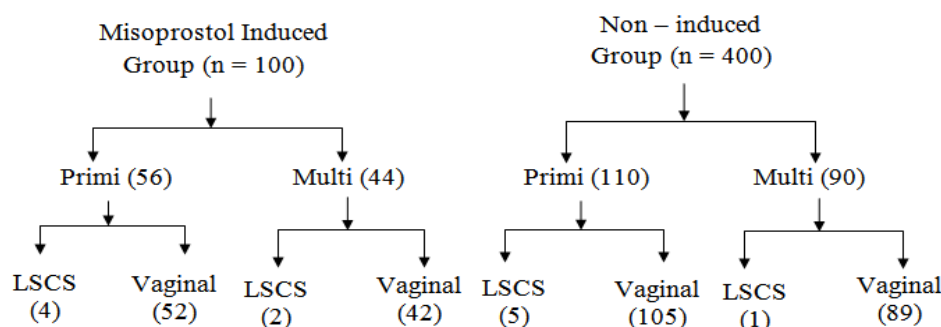 Misoprostol Induced
Group (n = 100)
Non – induced
Group (n = 400)
Primi (56)
Multi (44)
Primi (110)
Multi (90)
LSCS
(4)
Vaginal
(52)
LSCS
(2)
Vaginal
(42)
LSCS
(5)
Vaginal
(105)
LSCS
(1)
Vaginal
(89)